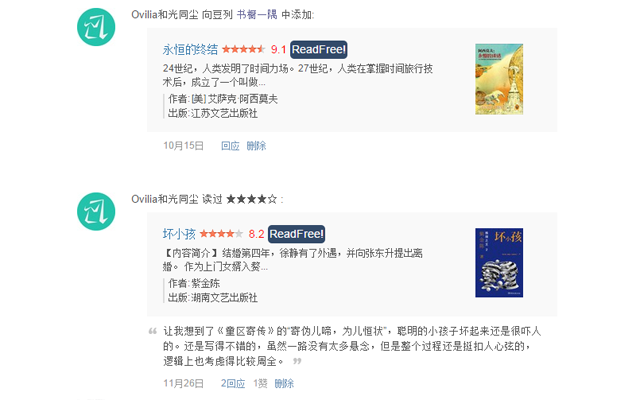 Ovilia和光同尘 向豆列 书橱一隅 中添加:
永恒的终结 9.1 ReadFree!
24世纪，人类发明了时间力场。27世纪，人类在掌握时间旅行技
术后，成立了一个叫做...
作者: [美] 艾萨克·阿西莫夫
出版: 江苏文艺出版社
10月15日 回应 删除
Ovilia和光同尘 读过 ★★★★☆ :
坏小孩 8.2 ReadFree!
【内容简介】结婚第四年，徐静有了外遇，并向张东升提出离
婚。 作为上门女婿入赘...
作者: 紫金陈
出版: 湖南文艺出版社
坏小孩
“ 让我想到了《童区寄传》的“寄伪儿啼，为儿恒状”，聪明的小孩子坏起来还是很吓人
的。还是写得不错的，虽然一路没有太多悬念，但是整个过程还是挺扣人心弦的，
逻辑上也考虑得比较周全。 ”
11月26日 2回应 1赞 删除